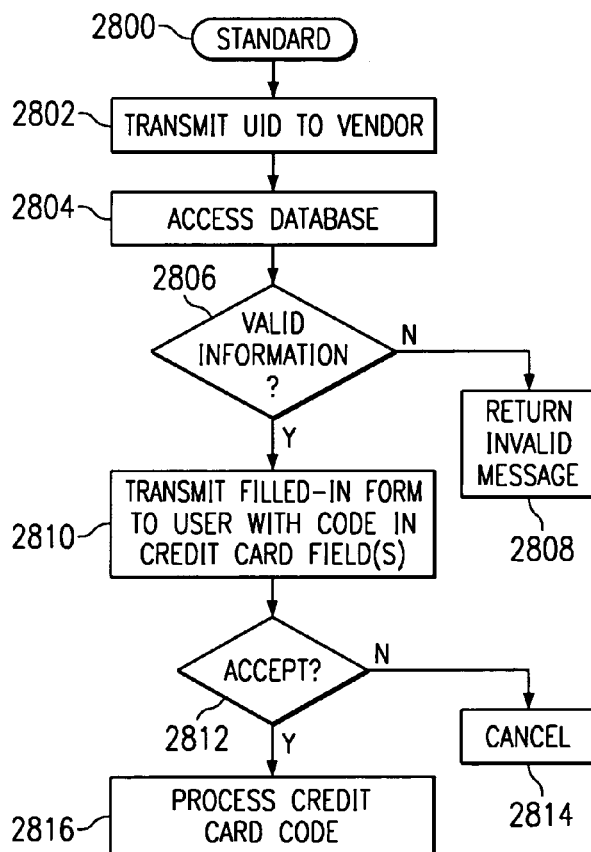 2800
STANDARD
2802
TRANSMIT UID TO VENDOR
2804
ACCESS DATABASE
2806
VALID
INFORMATION
?
N
Y
RETURN
INVALID
MESSAGE
2808
2810
TRANSMIT FILLED-IN FORM
TO USER WITH CODE IN
CREDIT CARD FIELD(S)
ACCEPT?
N
2812
Y
CANCEL
2814
2816
PROCESS CREDIT
CARD CODE